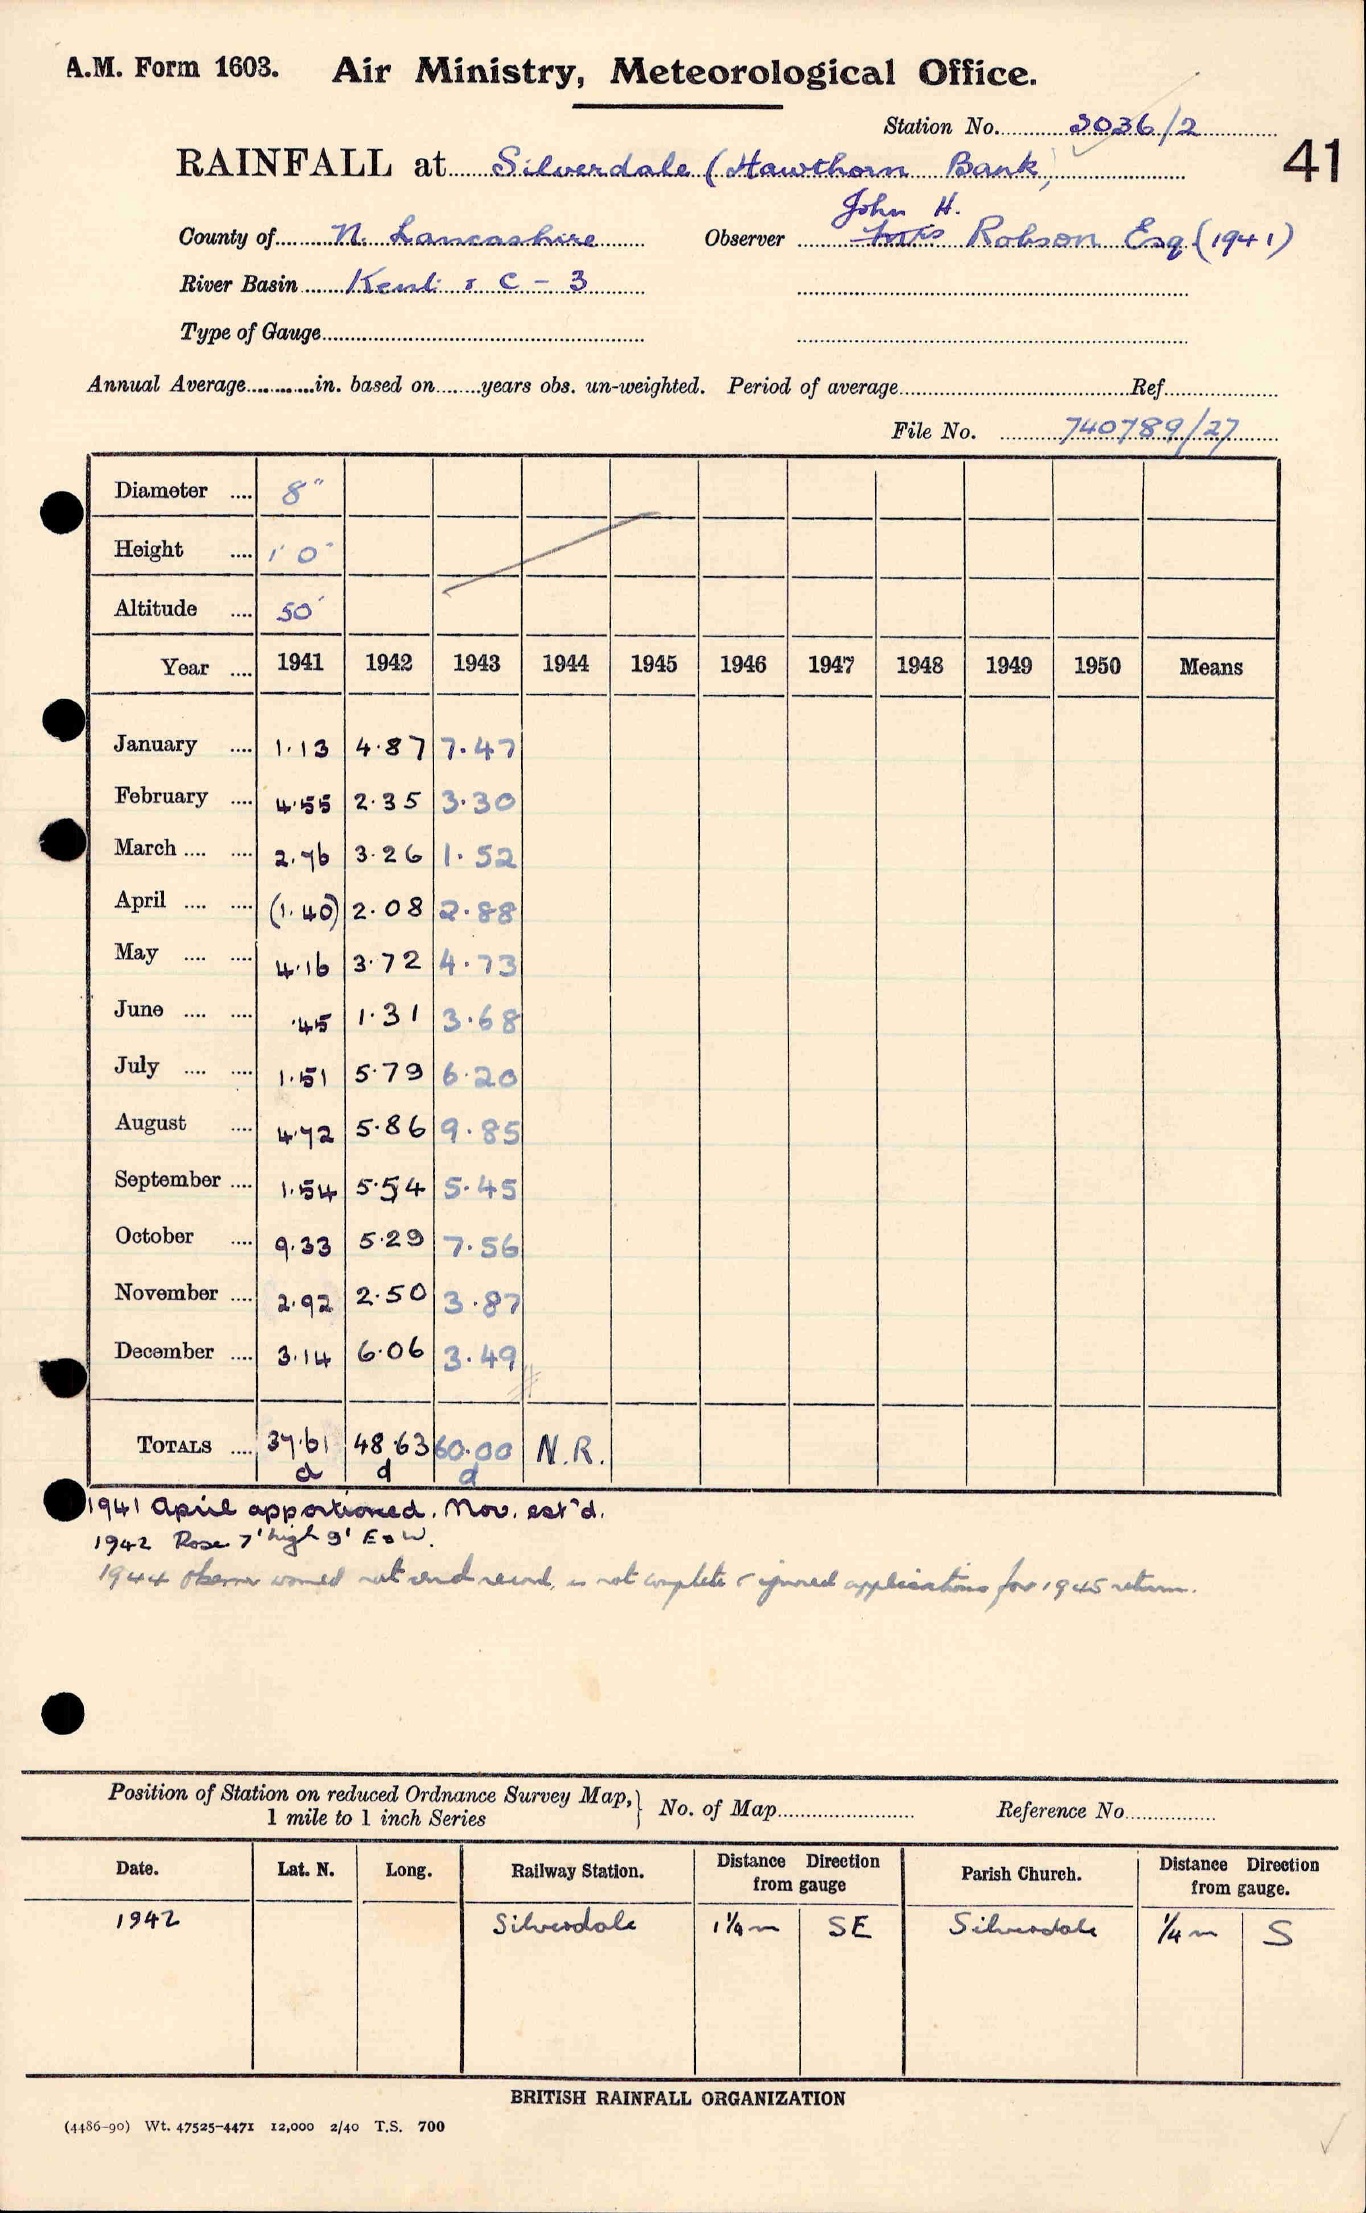 A.M. Form 1603. Air Ministry, Meteorological Office.
Station No. 3036/2
RAINFALL at Silverdale (Hawthorn Bank) 41
John H.
County of N. Lancashire Observer Robson Esq. (1941)
River Basin Kent & C - 3
Type of Gauge
Annual Average in. based on years obs. un-weighted. Period of average Ref.
File No. 740789/27
Diameter 8"
Height 1' 0"
Altitude 50'
Year 1941 1942 1943 1944 1945 1946 1947 1948 1949 1950 Means
January 1.13 4.87 7.47
February 4.55 2.35 3.30
March 2.76 3.26 1.52
April (1.40) 2.08 2.88
May 4.16 3.72 4.73
June .45 1.31 3.68
July 1.51 5.79 6.20
August 4.72 5.86 9.85
September 1.54 5.54 5.45
October 9.33 5.29 7.56
November 2.92 2.50 3.87
December 3.14 6.06 3.49
TOTALS 37.61 48.63 60.00 N.R.
d d d
1941 April apportioned. Nov. est'd.
1942 Rose 7' high 9' E & W.
1944 Observer would not send record, as not complete & ignored applications for 1945 return.
Position of Station on reduced Ordnance Survey Map, No. of Map Reference No.
1 mile to 1 inch Series
Date. Lat. N. Long. Railway Station. Distance Direction from gauge Parish Church. Distance Direction from gauge.
1942 Silverdale 1¼ m SE Silverdale ¼ m S
BRITISH RAINFALL ORGANIZATION
(4486-90) Wt. 47525-4471 12,000 2/40 T.S. 700